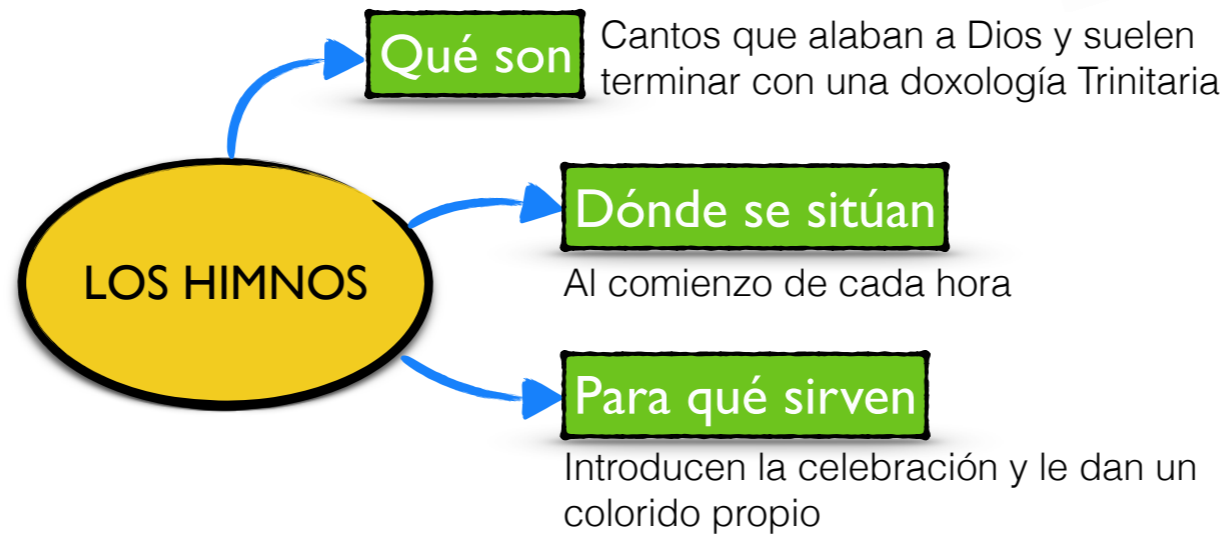 Qué son
Cantos que alaban a Dios y suelen
terminar con una doxología Trinitaria
LOS HIMNOS
Dónde se sitúan
Al comienzo de cada hora
Para qué sirven
Introducen la celebración y le dan un
colorido propio